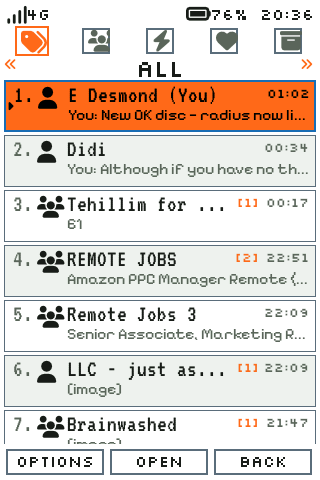 4G 76% 20:36
« »
ALL
1. E Desmond (You) 01:02
You: New OK disc - radius now li...
2. Didi 00:34
You: Although if you have no th...
3. Tehillim for ... [1] 00:17
61
4. REMOTE JOBS [2] 22:51
Amazon PPC Manager Remote (...
5. Remote Jobs 3 22:09
Senior Associate, Marketing R...
6. LLC - just as... [1] 22:09
(image)
7. Brainwashed [1] 21:47
(image)
OPTIONS OPEN BACK